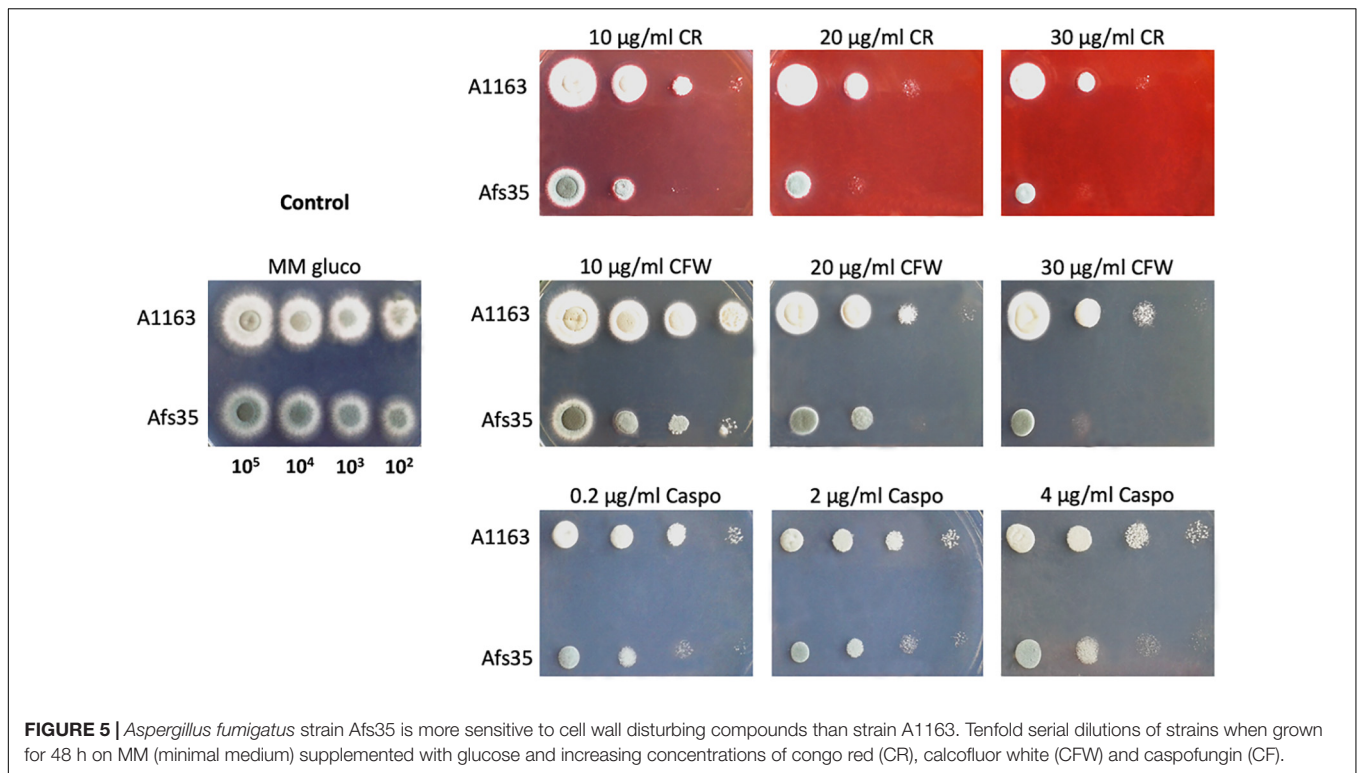 10 µg/ml CR
20 µg/ml CR
30 µg/ml CR
A1163
Afs35
Control
MM gluco
A1163
Afs35
10⁵ 10⁴ 10³ 10²
10 µg/ml CFW
20 µg/ml CFW
30 µg/ml CFW
A1163
Afs35
0.2 µg/ml Caspo
2 µg/ml Caspo
4 µg/ml Caspo
A1163
Afs35
FIGURE 5 | Aspergillus fumigatus strain Afs35 is more sensitive to cell wall disturbing compounds than strain A1163. Tenfold serial dilutions of strains when grown
for 48 h on MM (minimal medium) supplemented with glucose and increasing concentrations of congo red (CR), calcofluor white (CFW) and caspofungin (CF).